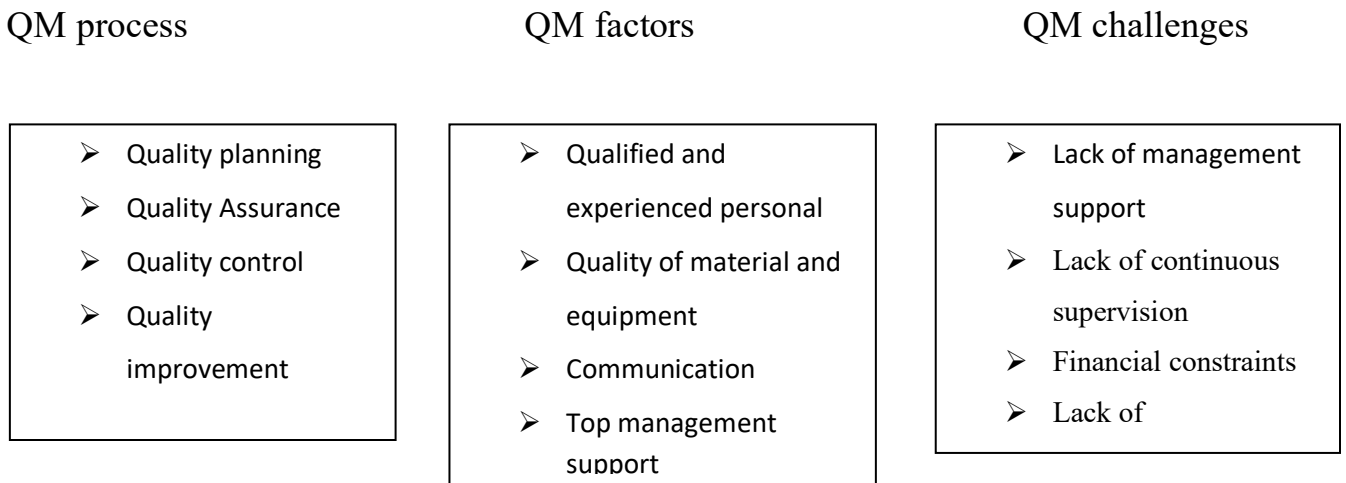 QM process
QM factors
QM challenges
➢ Quality planning
➢ Quality Assurance
➢ Quality control
➢ Quality
improvement
➢ Qualified and
experienced personal
➢ Quality of material and
equipment
➢ Communication
➢ Top management
support
➢ Lack of management
support
➢ Lack of continuous
supervision
➢ Financial constraints
➢ Lack of